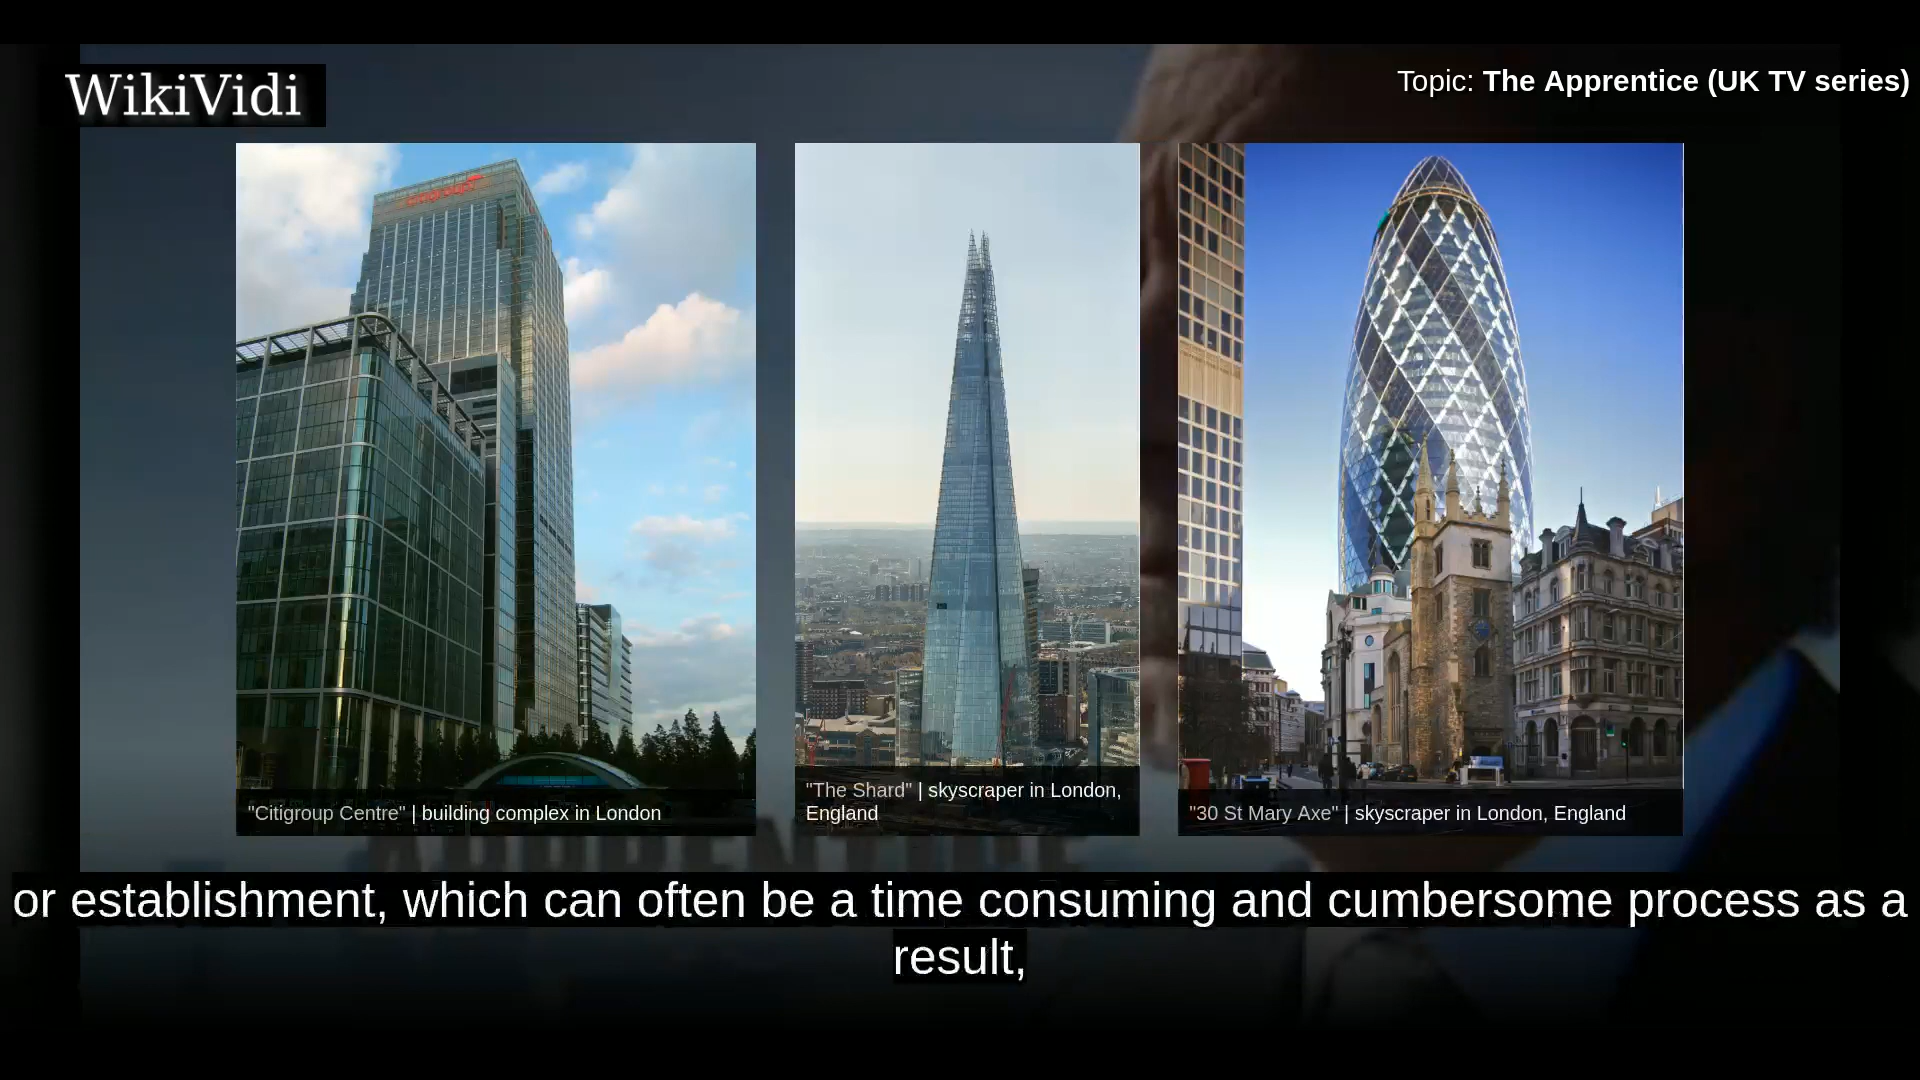 WikiVidi
Topic: The Apprentice (UK TV series)
citigroup
"Citigroup Centre" | building complex in London
"The Shard" | skyscraper in London,
England
"30 St Mary Axe" | skyscraper in London, England
or establishment, which can often be a time consuming and cumbersome process as a
result,